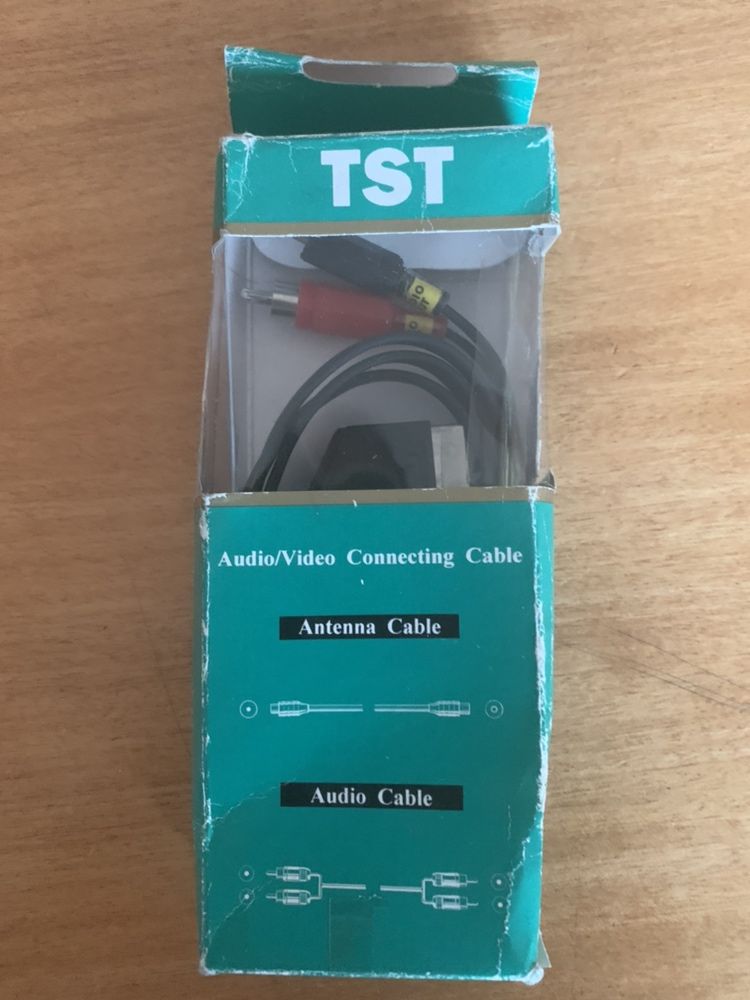 TST
Audio/Video Connecting Cable
Antenna Cable
Audio Cable